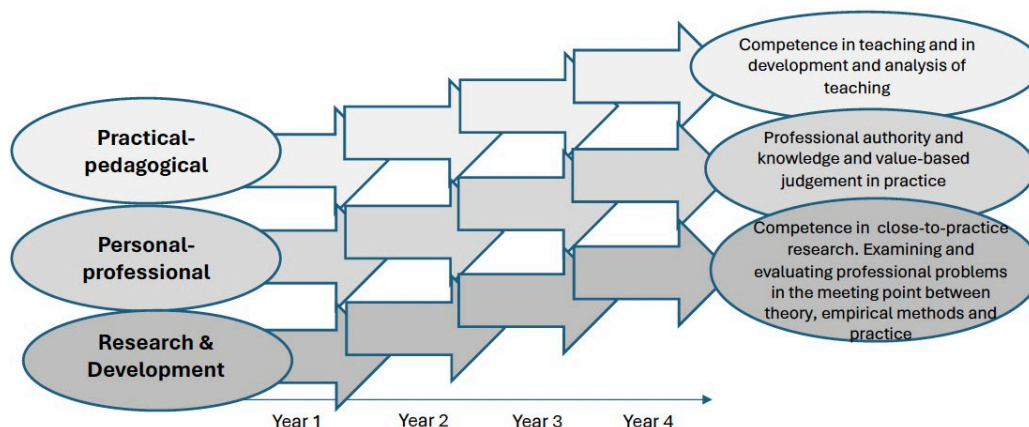 Practical-
pedagogical
Personal-
professional
Research &
Development
Competence in teaching and in
development and analysis of
teaching
Professional authority and
knowledge and value-based
judgement in practice
Competence in close-to-practice
research. Examining and
evaluating professional problems
in the meeting point between
theory, empirical methods and
practice
Year 1
Year 2
Year 3
Year 4